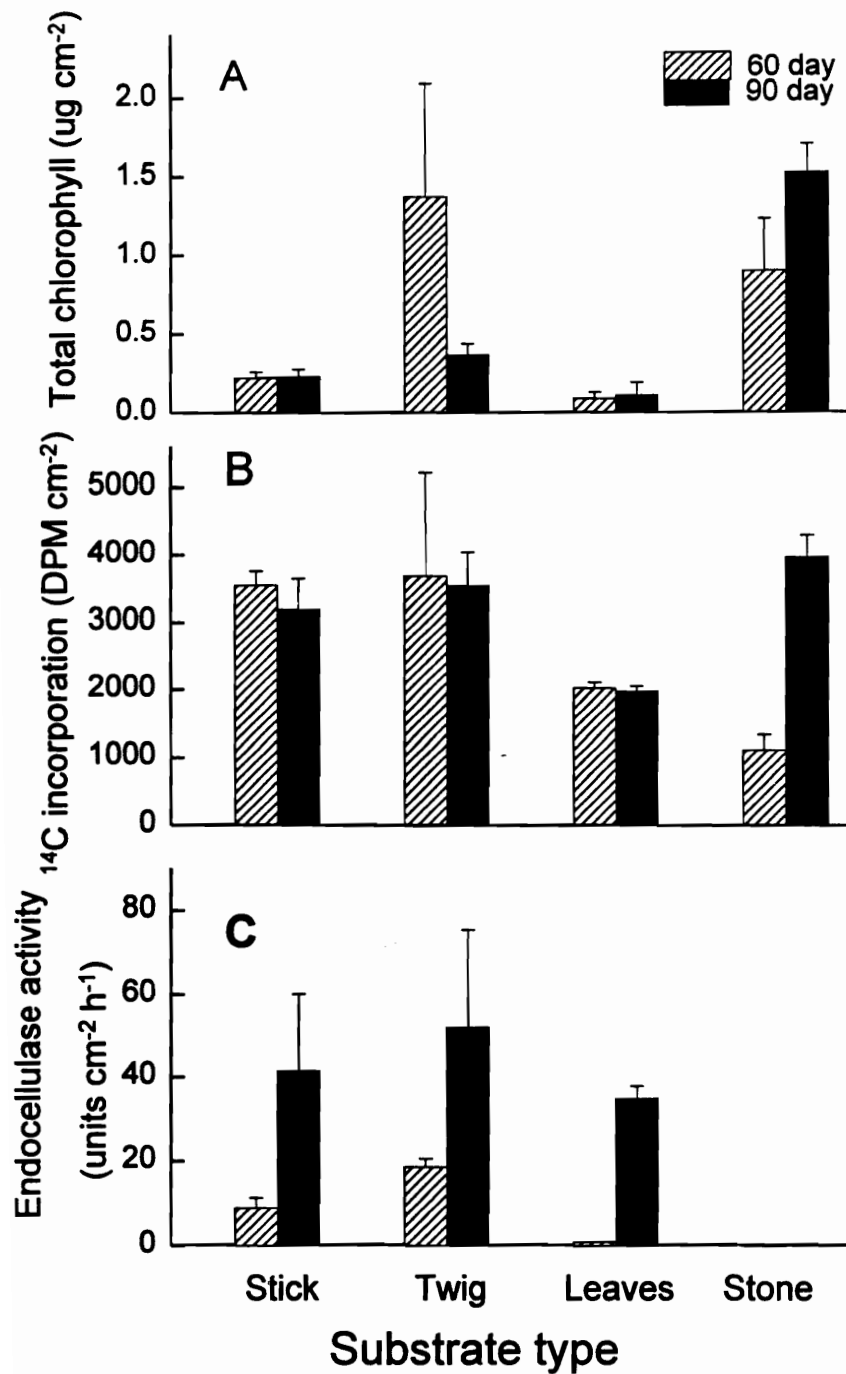 A
60 day
90 day
Total chlorophyll (ug cm-2)
2.0
1.5
1.0
0.5
0.0
B
14C incorporation (DPM cm-2)
5000
4000
3000
2000
1000
0
C
Endocellulase activity
(units cm-2 h-1)
80
60
40
20
0
Stick Twig Leaves Stone
Substrate type